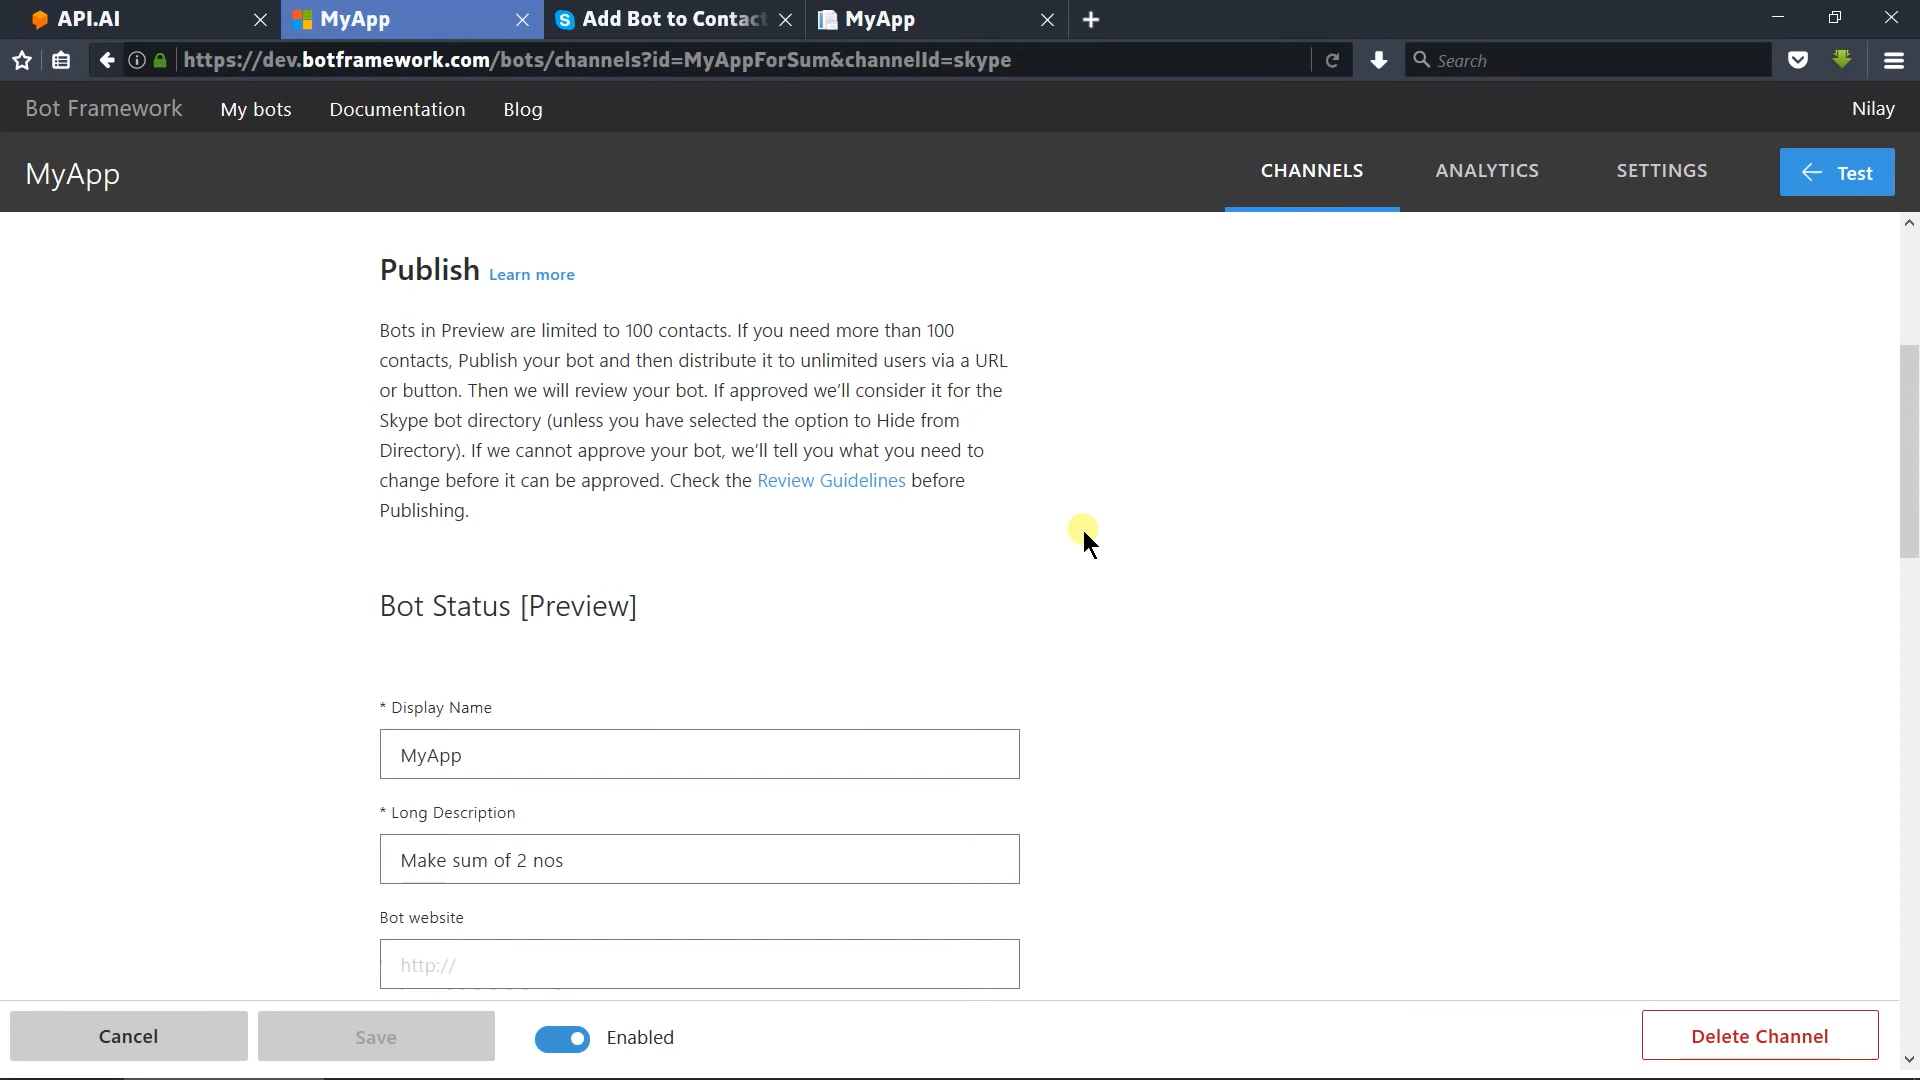 API.AI
MyApp
Add Bot to Contact
MyApp
https://dev.botframework.com/bots/channels?id=MyAppForSum&channelId=skype
Search
Bot Framework
My bots
Documentation
Blog
Nilay
MyApp
CHANNELS
ANALYTICS
SETTINGS
Test
Publish Learn more
Bots in Preview are limited to 100 contacts. If you need more than 100
contacts, Publish your bot and then distribute it to unlimited users via a URL
or button. Then we will review your bot. If approved we'll consider it for the
Skype bot directory (unless you have selected the option to Hide from
Directory). If we cannot approve your bot, we'll tell you what you need to
change before it can be approved. Check the Review Guidelines before
Publishing.
Bot Status [Preview]
* Display Name
MyApp
* Long Description
Make sum of 2 nos
Bot website
http://
Cancel
Save
Enabled
Delete Channel